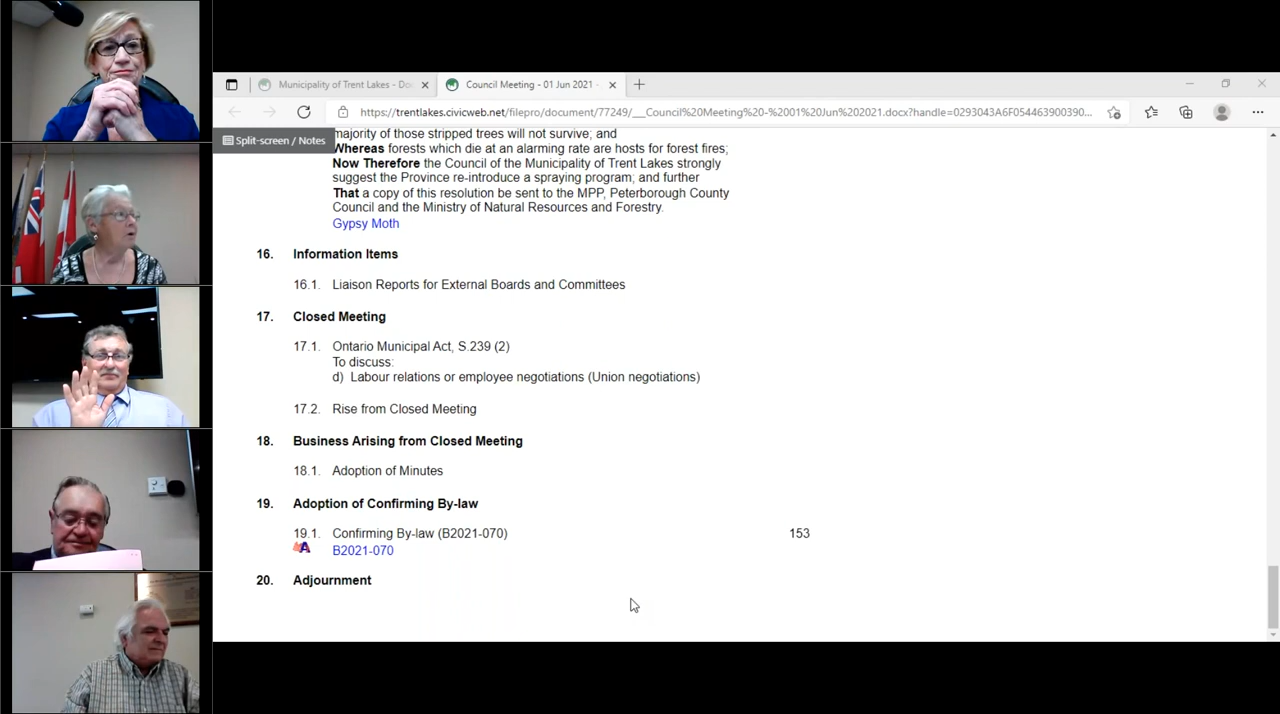 Municipality of Trent Lakes - Do
Council Meeting - 01 Jun 2021 -
https://trentlakes.civicweb.net/filepro/document/77249/__Council%20Meeting%20-%2001%20Jun%202021.docx?handle=0293043A6F054463900390...
Split-screen / Notes
majority of those stripped trees will not survive; and
Whereas forests which die at an alarming rate are hosts for forest fires;
Now Therefore the Council of the Municipality of Trent Lakes strongly
suggest the Province re-introduce a spraying program; and further
That a copy of this resolution be sent to the MPP, Peterborough County
Council and the Ministry of Natural Resources and Forestry.
Gypsy Moth
16. Information Items
16.1. Liaison Reports for External Boards and Committees
17. Closed Meeting
17.1. Ontario Municipal Act, S.239 (2)
To discuss:
d) Labour relations or employee negotiations (Union negotiations)
17.2. Rise from Closed Meeting
18. Business Arising from Closed Meeting
18.1. Adoption of Minutes
19. Adoption of Confirming By-law
19.1. Confirming By-law (B2021-070) 153
B2021-070
20. Adjournment